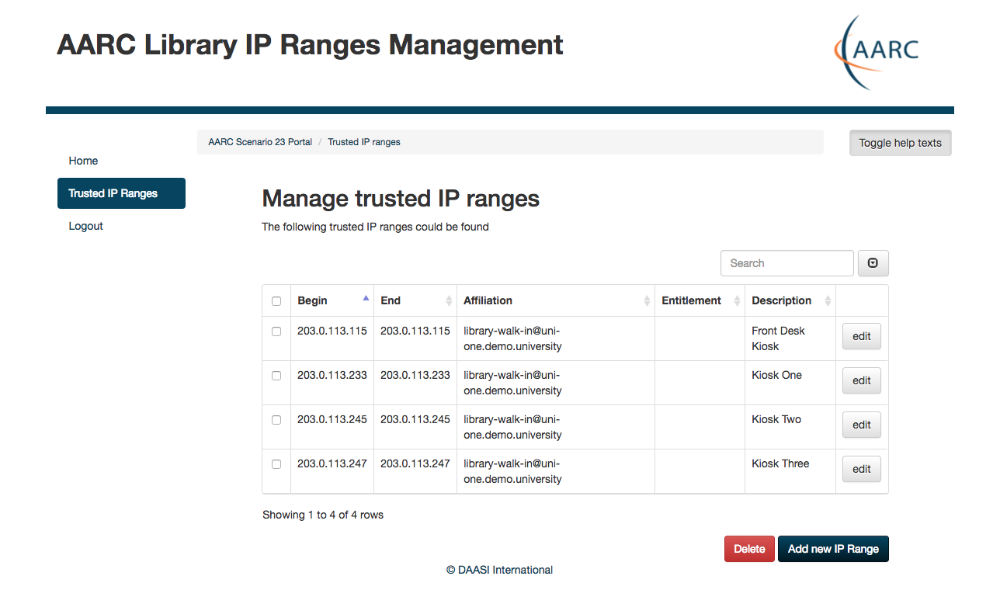 AARC Library IP Ranges Management
AARC
AARC Scenario 23 Portal / Trusted IP ranges
Toggle help texts
Home
Trusted IP Ranges
Logout
Manage trusted IP ranges
The following trusted IP ranges could be found
Search
Begin End Affiliation Entitlement Description
203.0.113.115 203.0.113.115 library-walk-in@uni- Front Desk
one.demo.university Kiosk
edit
203.0.113.233 203.0.113.233 library-walk-in@uni- Kiosk One
one.demo.university
edit
203.0.113.245 203.0.113.245 library-walk-in@uni- Kiosk Two
one.demo.university
edit
203.0.113.247 203.0.113.247 library-walk-in@uni- Kiosk Three
one.demo.university
edit
Showing 1 to 4 of 4 rows
Delete Add new IP Range
© DAASI International